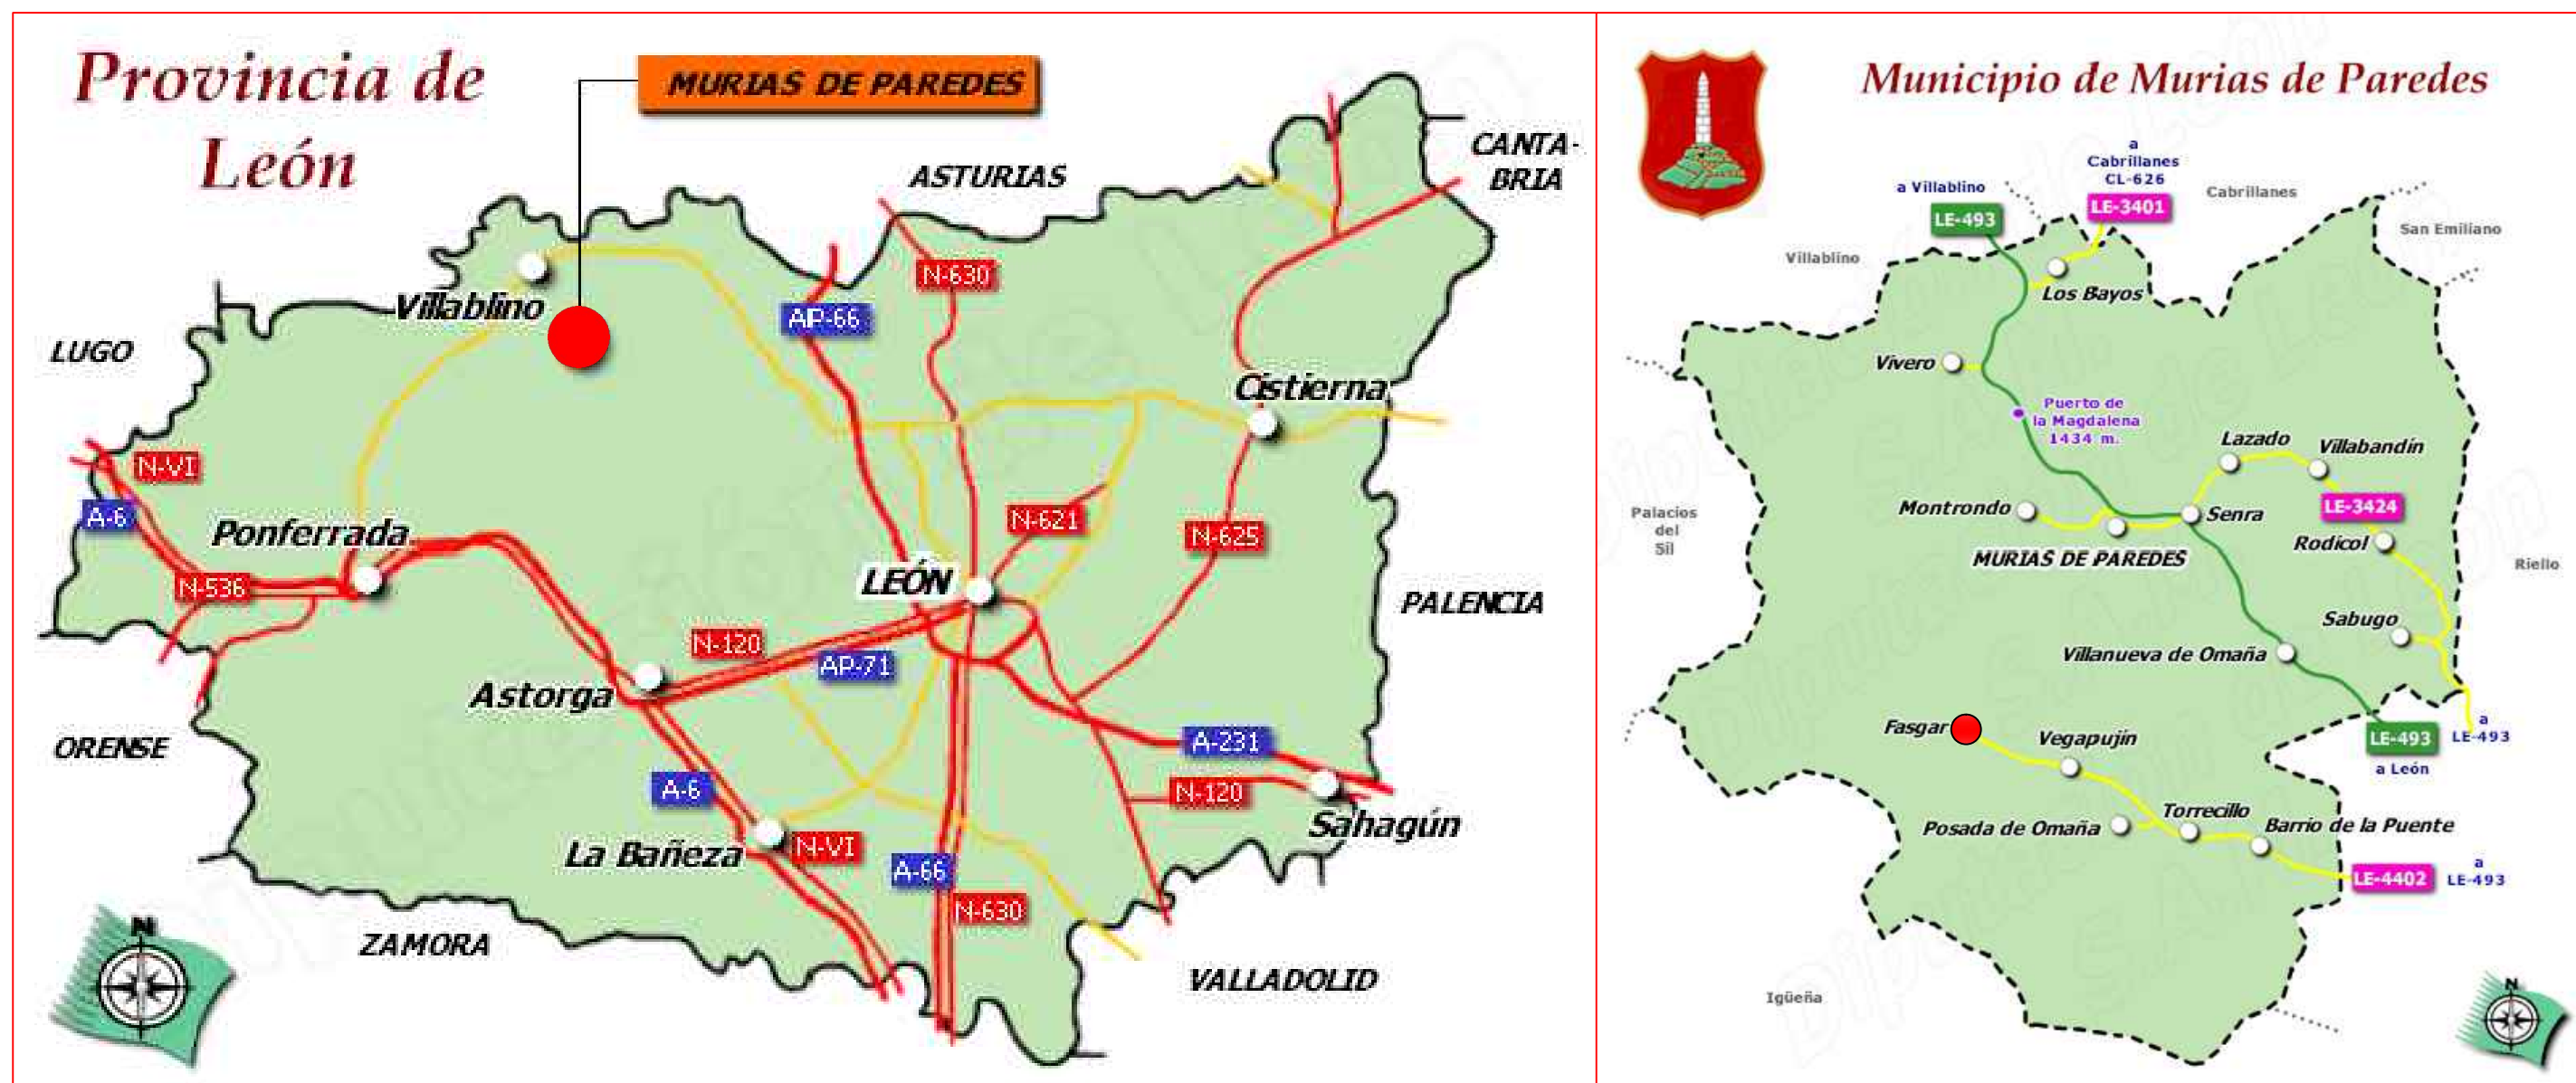 Provincia de
León
MURIAS DE PAREDES
ASTURIAS
CANTA-
BRIA
N-630
AP-66
Villablino
LUGO
Cistierna
N-VI
A-6
Ponferrada
N-621
N-625
LEÓN
N-536
PALENCIA
N-120
AP-71
Astorga
ORENSE
A-231
A-6
N-120
Sahagún
La Bañeza
N-VI
A-66
N-630
ZAMORA
VALLADOLID
N
Municipio de Murias de Paredes
a
Cabrillanes
CL-626
a Villablino
LE-3401
Cabrillanes
LE-493
San Emiliano
Villablino
Los Bayos
Vivero
Puerto de
la Magdalena
1434 m.
Lazado
Villabandín
Montrondo
LE-3424
Senra
Palacios
del
Sil
Rodicol
MURIAS DE PAREDES
Riello
Sabugo
Villanueva de Omaña
Fasgar
Vegapujín
LE-493
a
LE-493
a León
Torrecillo
Posada de Omaña
Barrio de la Puente
LE-4402
a
LE-493
Igüeña
N